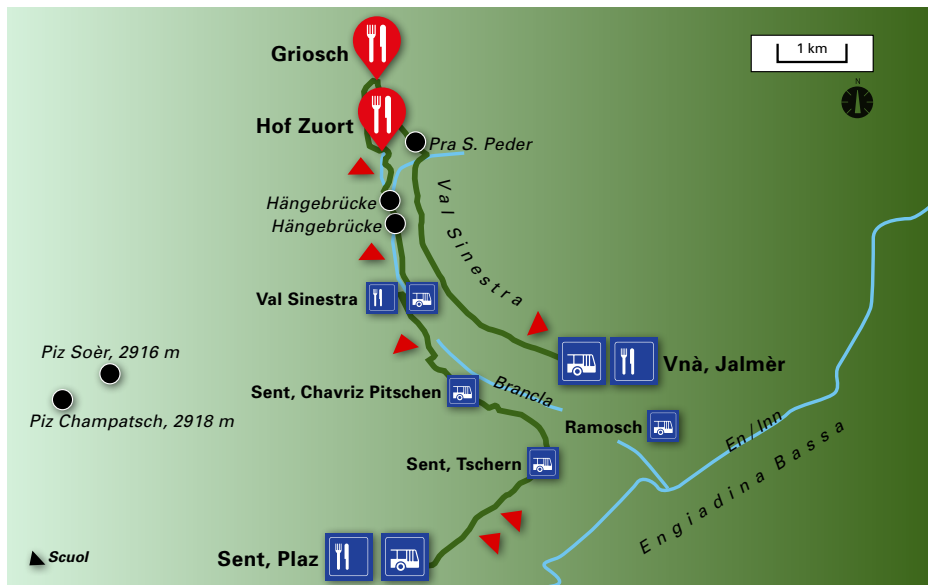 Griosch
1 km
N
Hof Zuort
Pra S. Peder
Val Sinestra
Hängebrücke
Hängebrücke
Val Sinestra
Vnà, Jalmèr
Piz Soèr, 2916 m
Piz Champatsch, 2918 m
Sent, Chavriz Pitschen
Brancla
Ramosch
En/Inn
Engiadina Bassa
Sent, Tschern
Sent, Plaz
Scuol